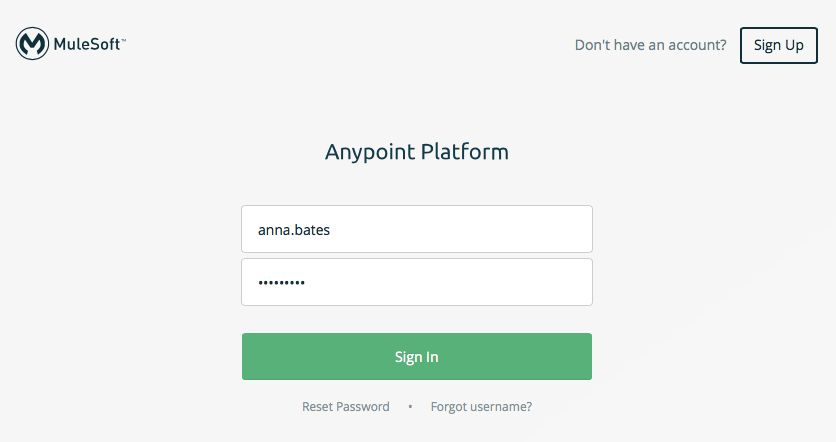 MuleSoft™
Don't have an account? Sign Up
Anypoint Platform
anna.bates
•••••••••
Sign In
Reset Password • Forgot username?